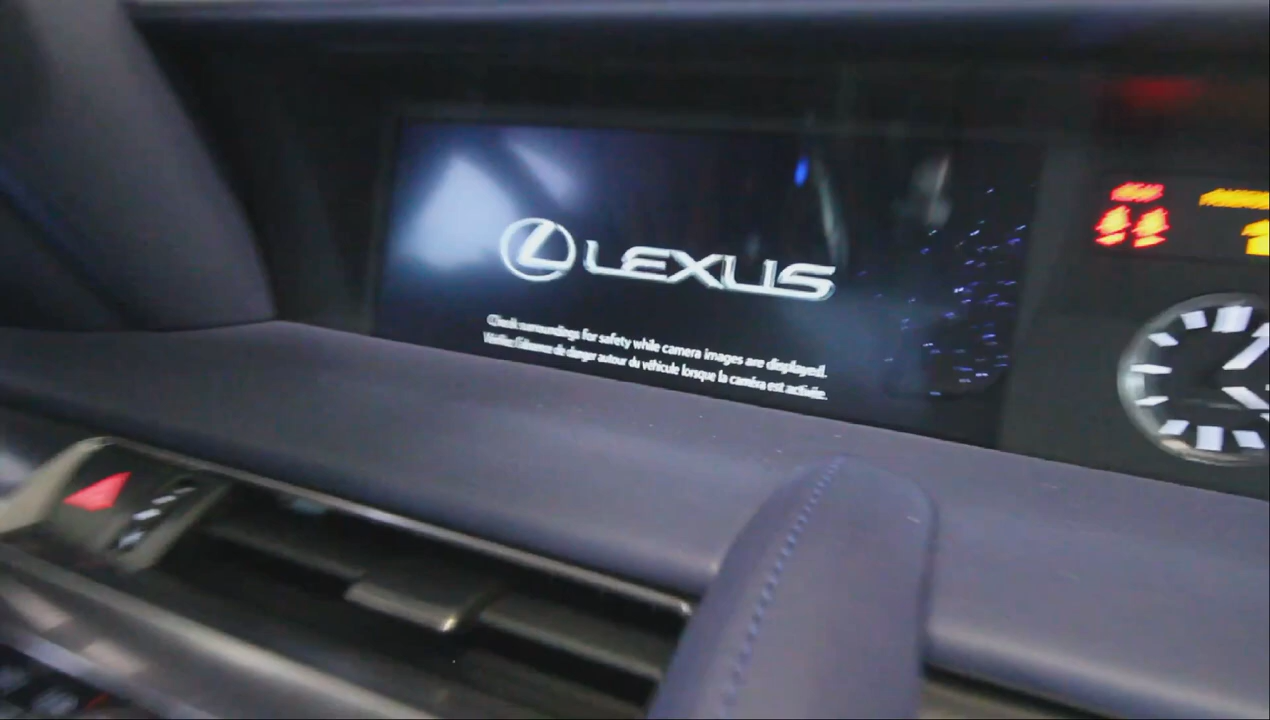 LEXUS
Check surroundings for safety while camera images are displayed.
Vérifiez l'absence de danger autour du véhicule lorsque la caméra est activée.